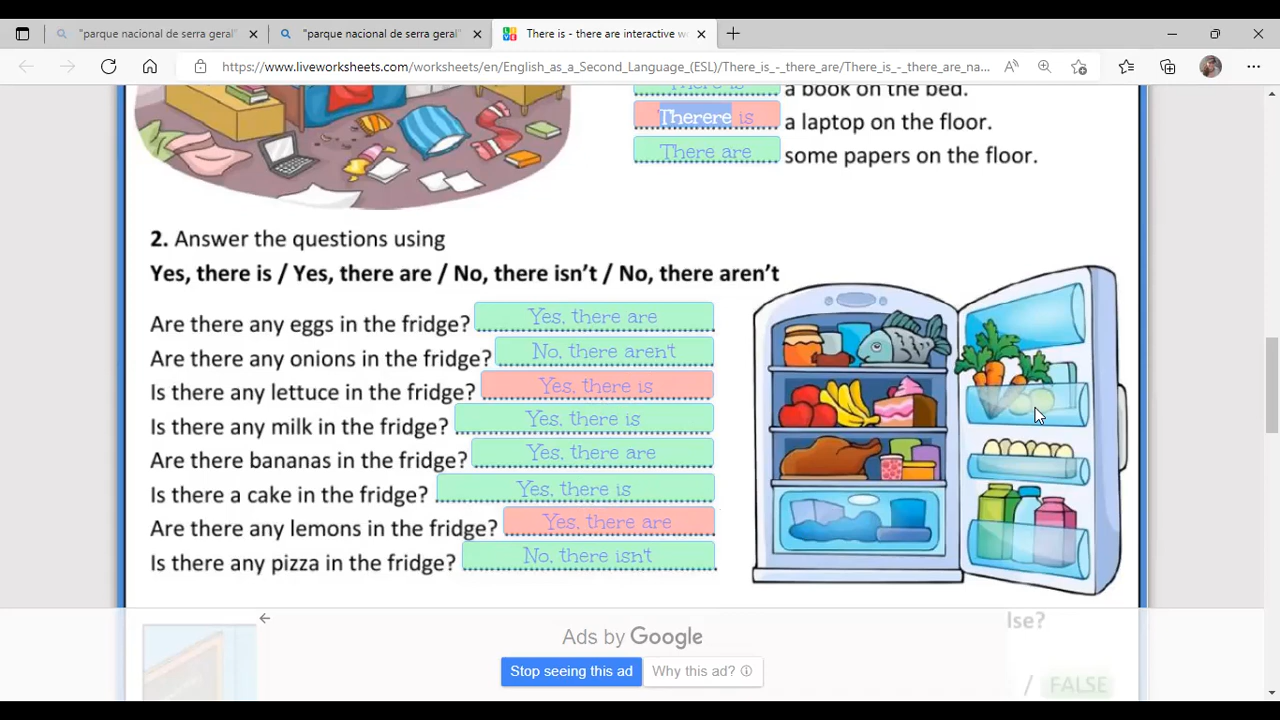 "parque nacional de serra geral"
"parque nacional de serra geral"
There is - there are interactive wo
https://www.liveworksheets.com/worksheets/en/English_as_a_Second_Language_(ESL)/There_is_-_there_are/There_is_-_there_are_na...
There is a book on the bed.
Therere is a laptop on the floor.
There are some papers on the floor.
2. Answer the questions using
Yes, there is / Yes, there are / No, there isn't / No, there aren't
Are there any eggs in the fridge? Yes, there are
Are there any onions in the fridge? No, there aren't
Is there any lettuce in the fridge? Yes, there is
Is there any milk in the fridge? Yes, there is
Are there bananas in the fridge? Yes, there are
Is there a cake in the fridge? Yes, there is
Are there any lemons in the fridge? Yes, there are
Is there any pizza in the fridge? No, there isn't
lse?
Ads by Google
Stop seeing this ad Why this ad?
/ FALSE